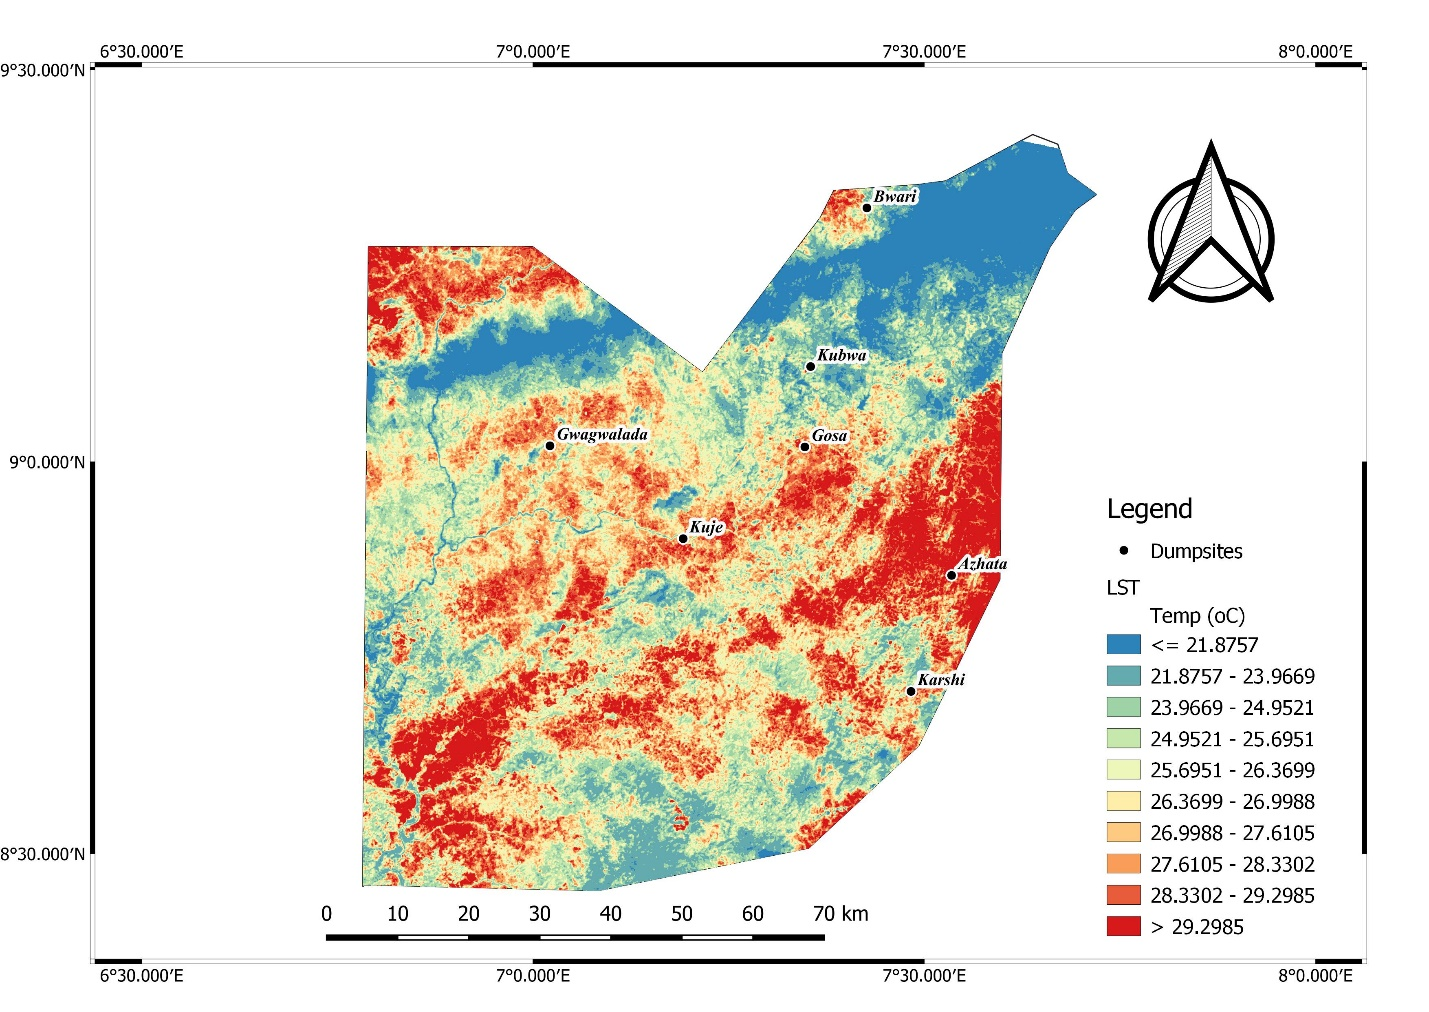 6°30.000′E 7°0.000′E 7°30.000′E 8°0.000′E
9°30.000′N
Bwari
Kubwa
Gwagwalada
Gosa
9°0.000′N
Kuje
Azhata
Karshi
Legend
Dumpsites
LST
Temp (oC)
<= 21.8757
21.8757 - 23.9669
23.9669 - 24.9521
24.9521 - 25.6951
25.6951 - 26.3699
26.3699 - 26.9988
26.9988 - 27.6105
27.6105 - 28.3302
28.3302 - 29.2985
> 29.2985
8°30.000′N
0 10 20 30 40 50 60 70 km
6°30.000′E 7°0.000′E 7°30.000′E 8°0.000′E